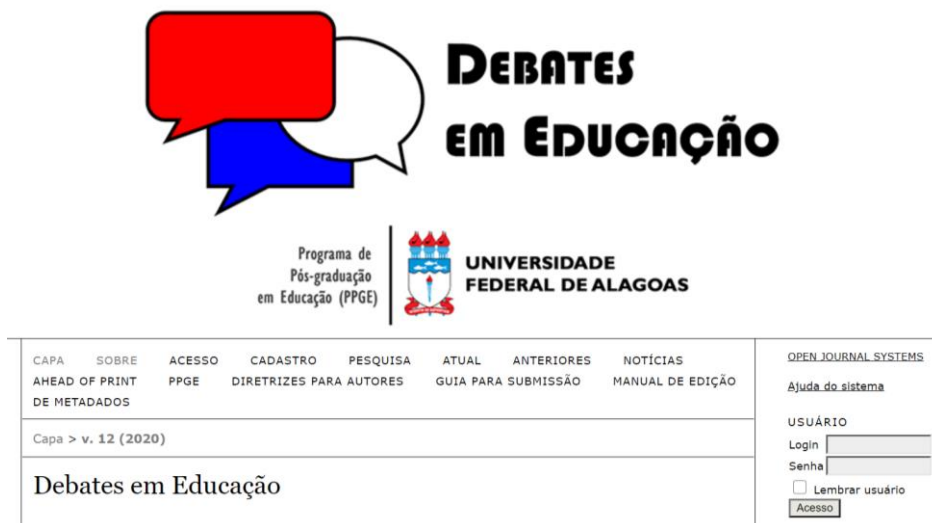 DEBATES
EM EDUCAÇÃO
Programa de
Pós-graduação
em Educação (PPGE)
UNIVERSIDADE
FEDERAL DE ALAGOAS
CAPA SOBRE ACESSO CADASTRO PESQUISA ATUAL ANTERIORES NOTÍCIAS
AHEAD OF PRINT PPGE DIRETRIZES PARA AUTORES GUIA PARA SUBMISSÃO MANUAL DE EDIÇÃO
DE METADADOS
Capa > v. 12 (2020)
Debates em Educação
OPEN JOURNAL SYSTEMS
Ajuda do sistema
USUÁRIO
Login
Senha
Lembrar usuário
Acesso